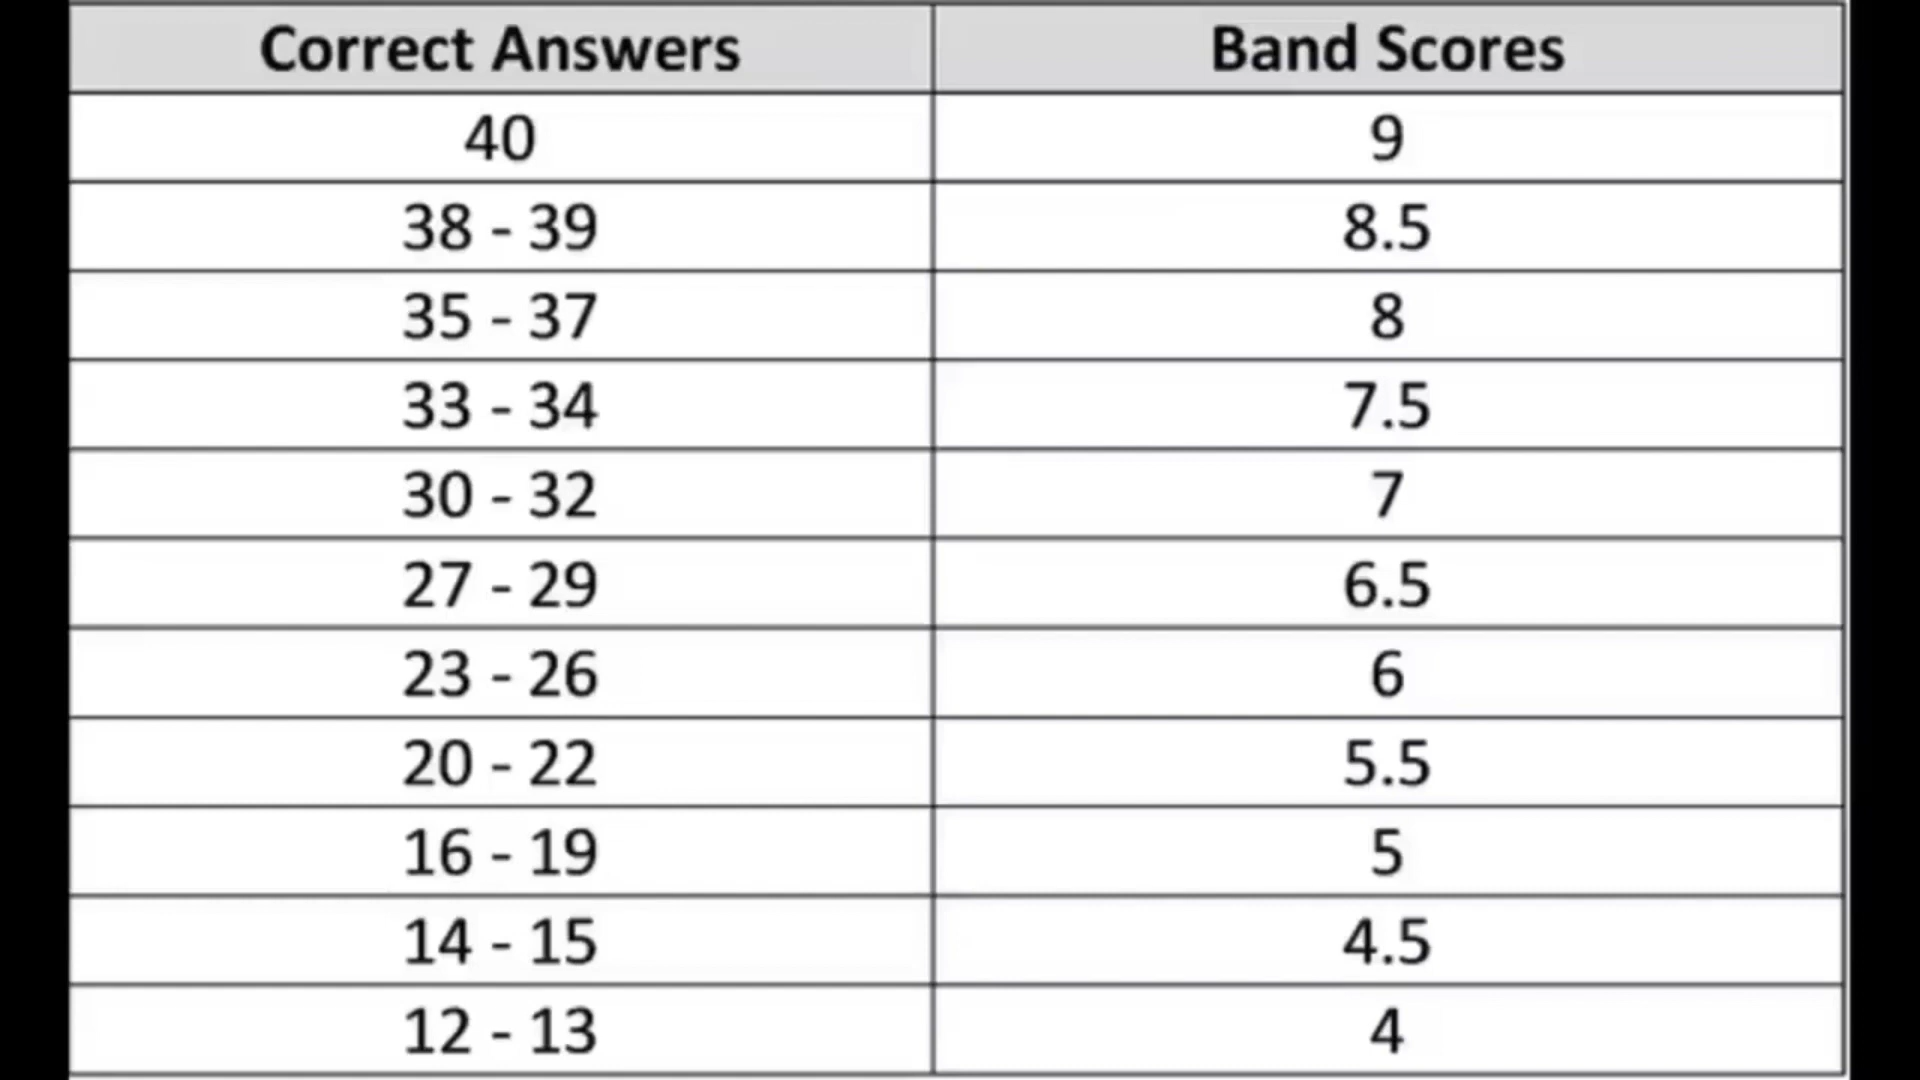 Correct Answers Band Scores
40 9
38 - 39 8.5
35 - 37 8
33 - 34 7.5
30 - 32 7
27 - 29 6.5
23 - 26 6
20 - 22 5.5
16 - 19 5
14 - 15 4.5
12 - 13 4